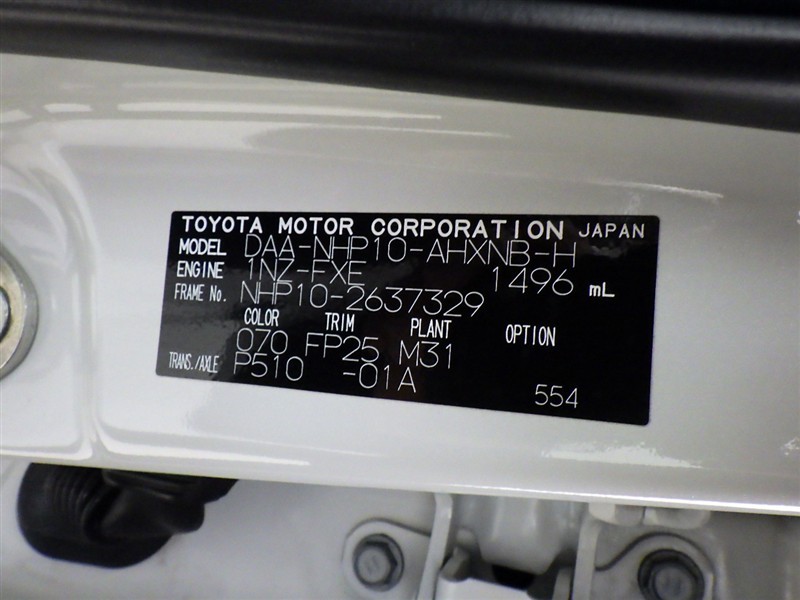 TOYOTA MOTOR CORPORATION JAPAN
MODEL DAA-NHP10-AHXNB-H
ENGINE 1NZ-FXE 1496 mL
FRAME No. NHP10-2637329
COLOR TRIM PLANT OPTION
070 FP25 M31
TRANS./AXLE P510 -01A
554